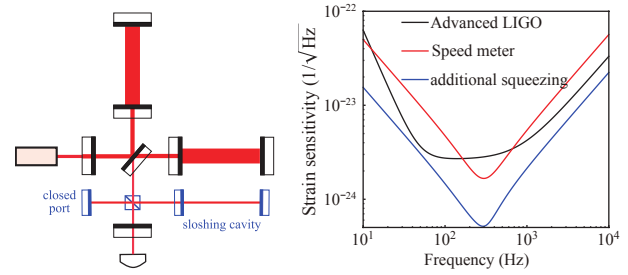 closed
port
sloshing cavity
Strain sensitivity (1/√Hz
10^-22
10^-23
10^-24
Advanced LIGO
Speed meter
additional squeezing
10^1
10^2
10^3
10^4
Frequency (Hz)